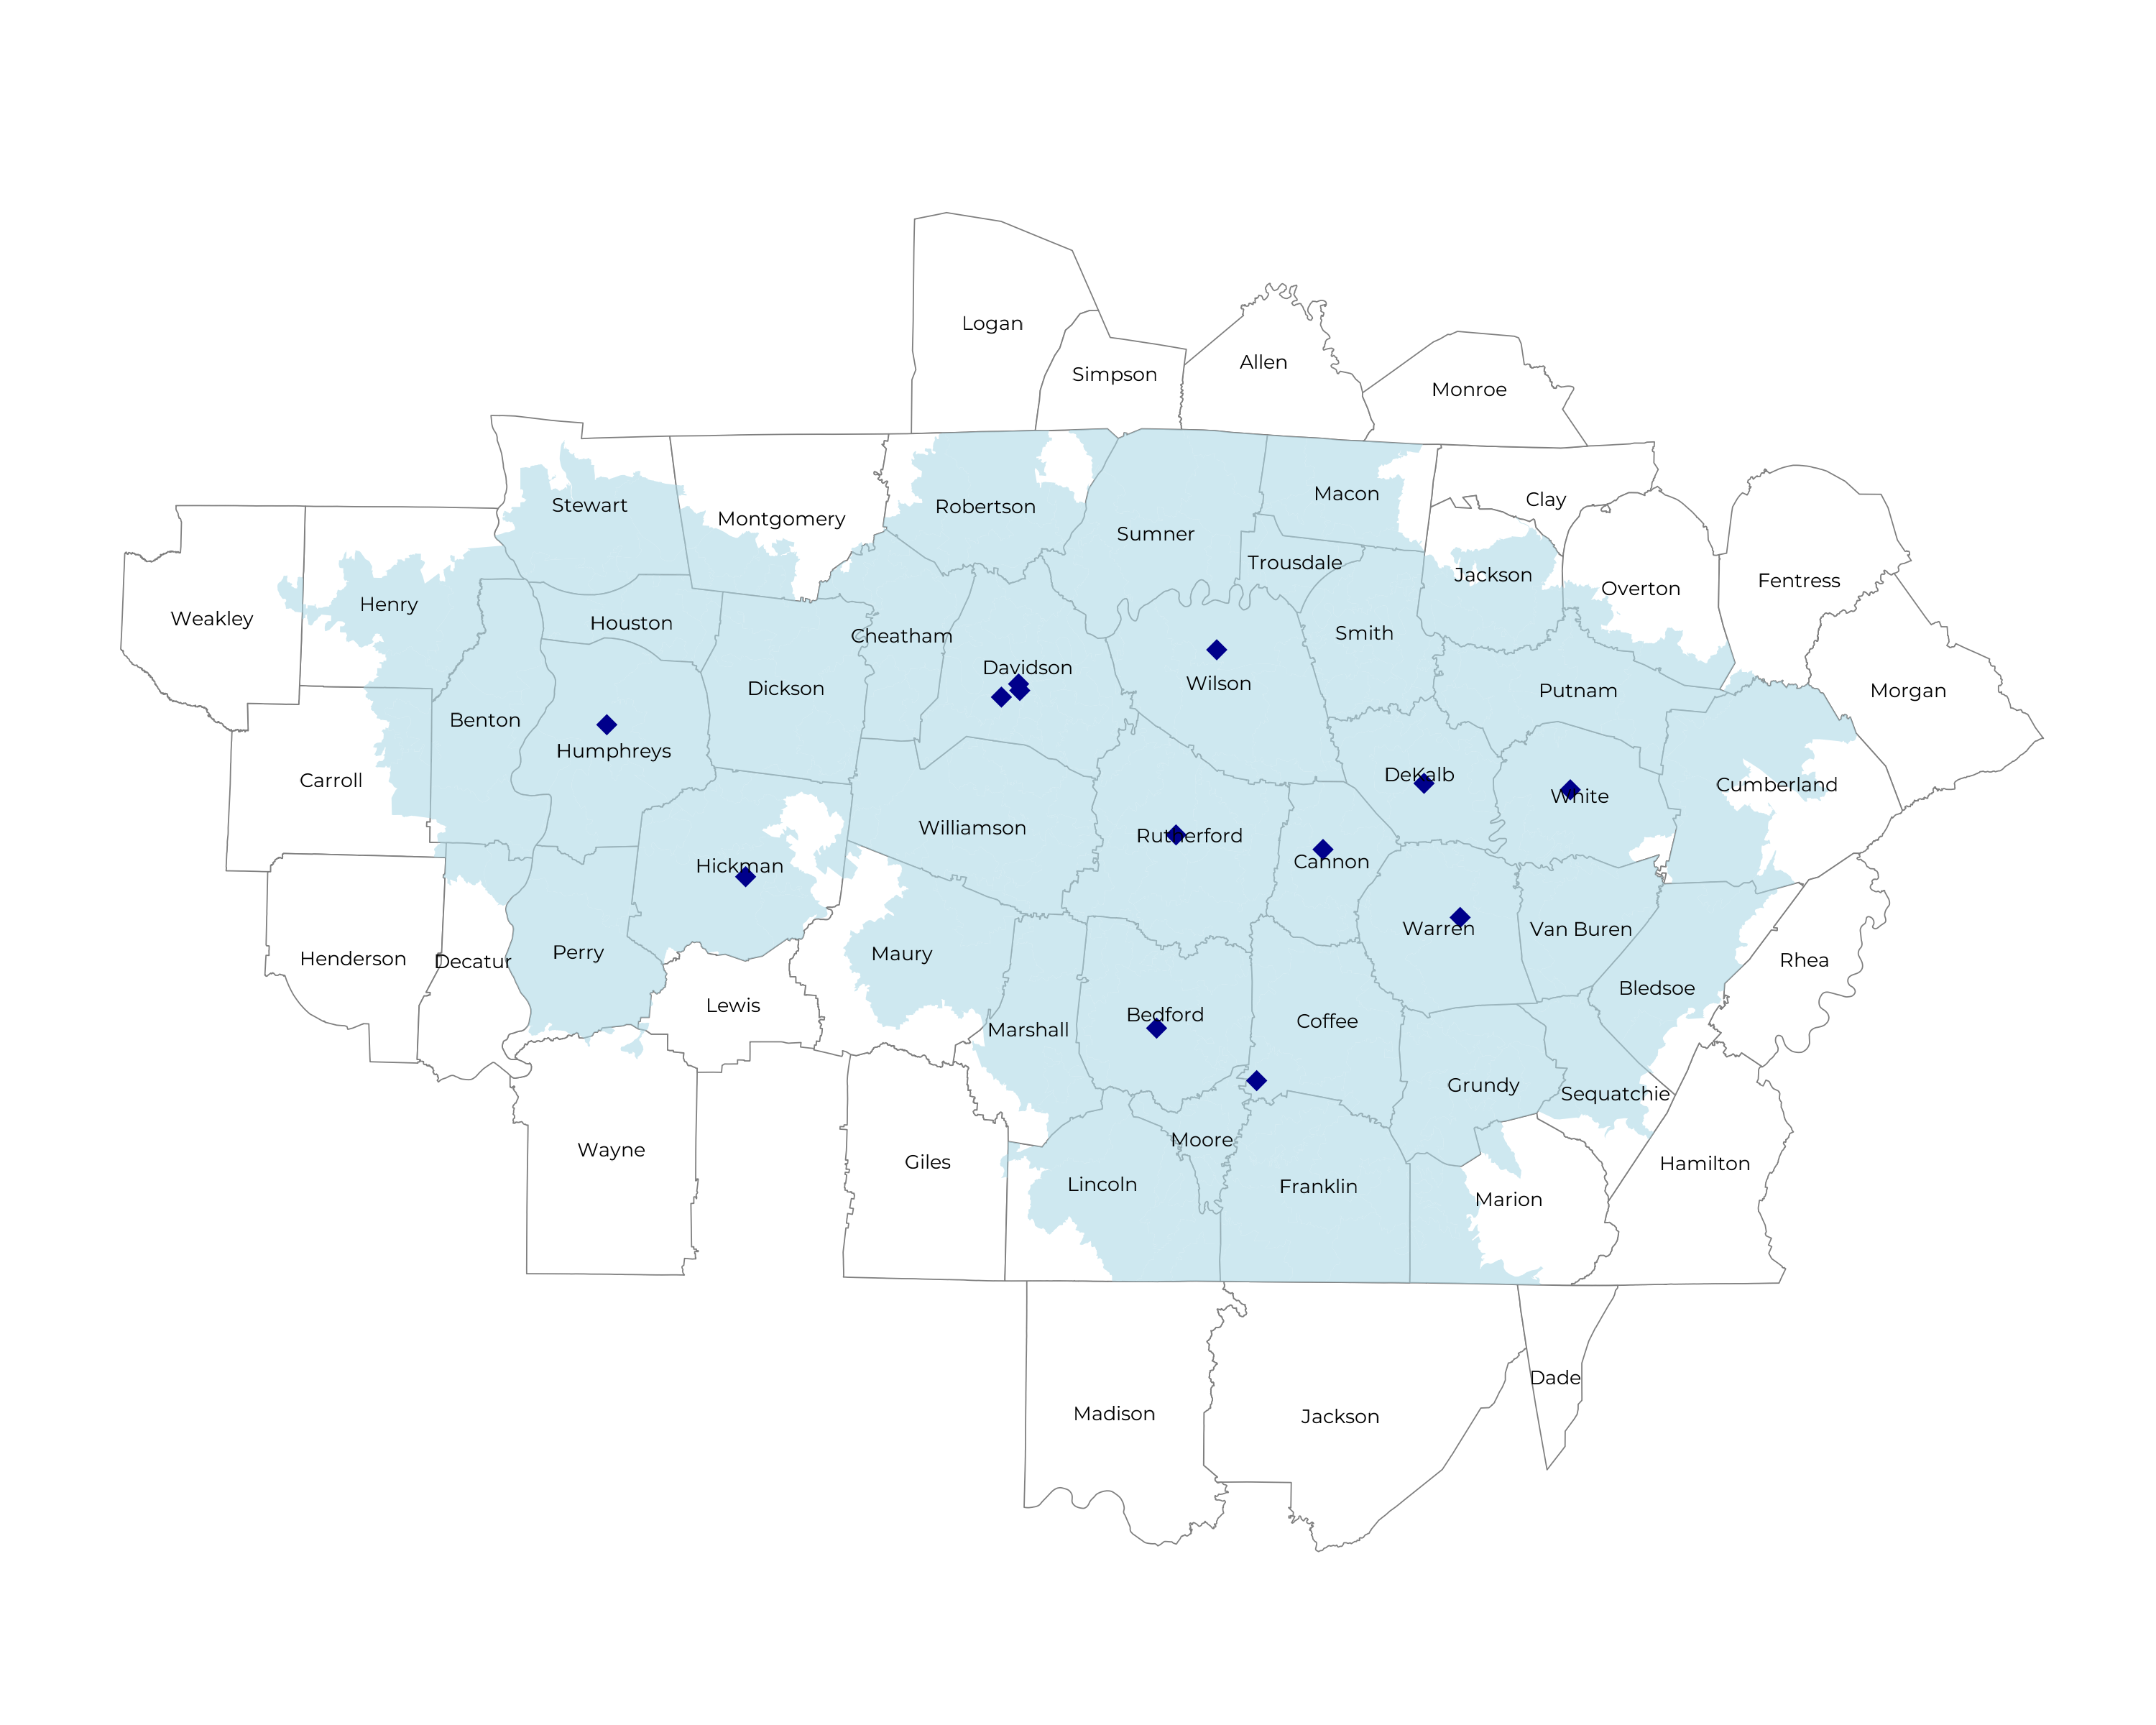 Logan
Allen
Simpson
Monroe
Macon
Clay
Stewart
Robertson
Montgomery
Sumner
Trousdale
Jackson
Fentress
Overton
Henry
Weakley
Houston
Smith
Cheatham
Davidson
Wilson
Dickson
Putnam
Morgan
Benton
Humphreys
DeKalb
Carroll
Cumberland
White
Williamson
Rutherford
Cannon
Hickman
Warren
Van Buren
Perry
Maury
Henderson
Decatur
Rhea
Bledsoe
Lewis
Bedford
Coffee
Marshall
Grundy
Sequatchie
Moore
Wayne
Giles
Hamilton
Lincoln
Franklin
Marion
Dade
Madison
Jackson